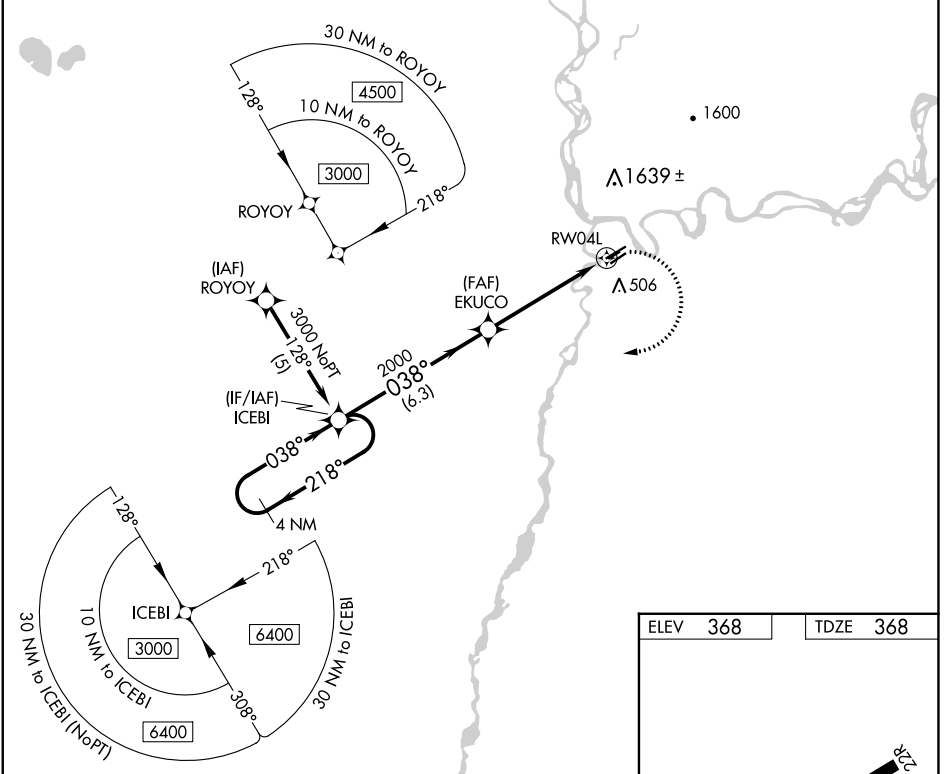 30 NM to ROYOY
4500
128°
10 NM to ROYOY
3000
218°
ROYOY
1600
1639 ±
RW04L
506
(IAF)
ROYOY
3000 NoPT
128°
(5)
(FAF)
EKUCO
2000
038°
(6.3)
(IF/IAF)
ICEBI
038°
218°
4 NM
128°
218°
ICEBI
3000
6400
10 NM to ICEBI
308°
30 NM to ICEBI
30 NM to ICEBI (NoPT)
6400
ELEV 368
TDZE 368
22R